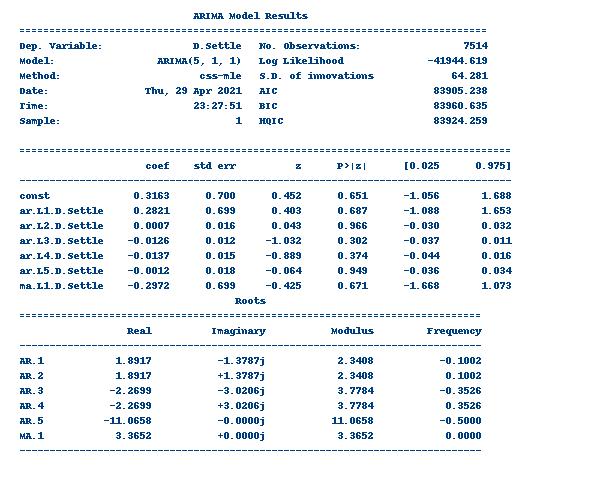 ARIMA Model Results
==============================================================================
Dep. Variable: D.Settle No. Observations: 7514
Model: ARIMA(5, 1, 1) Log Likelihood -41944.619
Method: css-mle S.D. of innovations 64.281
Date: Thu, 29 Apr 2021 AIC 83905.238
Time: 23:27:51 BIC 83960.635
Sample: 1 HQIC 83924.259
==================================================================================
coef std err z P>|z| [0.025 0.975]
----------------------------------------------------------------------------------
const 0.3163 0.700 0.452 0.651 -1.056 1.688
ar.L1.D.Settle 0.2821 0.699 0.403 0.687 -1.088 1.653
ar.L2.D.Settle 0.0007 0.016 0.043 0.966 -0.030 0.032
ar.L3.D.Settle -0.0126 0.012 -1.032 0.302 -0.037 0.011
ar.L4.D.Settle -0.0137 0.015 -0.889 0.374 -0.044 0.016
ar.L5.D.Settle -0.0012 0.018 -0.064 0.949 -0.036 0.034
ma.L1.D.Settle -0.2972 0.699 -0.425 0.671 -1.668 1.073
Roots
=============================================================================
Real Imaginary Modulus Frequency
-----------------------------------------------------------------------------
AR.1 1.8917 -1.3787j 2.3408 -0.1002
AR.2 1.8917 +1.3787j 2.3408 0.1002
AR.3 -2.2699 -3.0206j 3.7784 -0.3526
AR.4 -2.2699 +3.0206j 3.7784 0.3526
AR.5 -11.0658 -0.0000j 11.0658 -0.5000
MA.1 3.3652 +0.0000j 3.3652 0.0000
-----------------------------------------------------------------------------